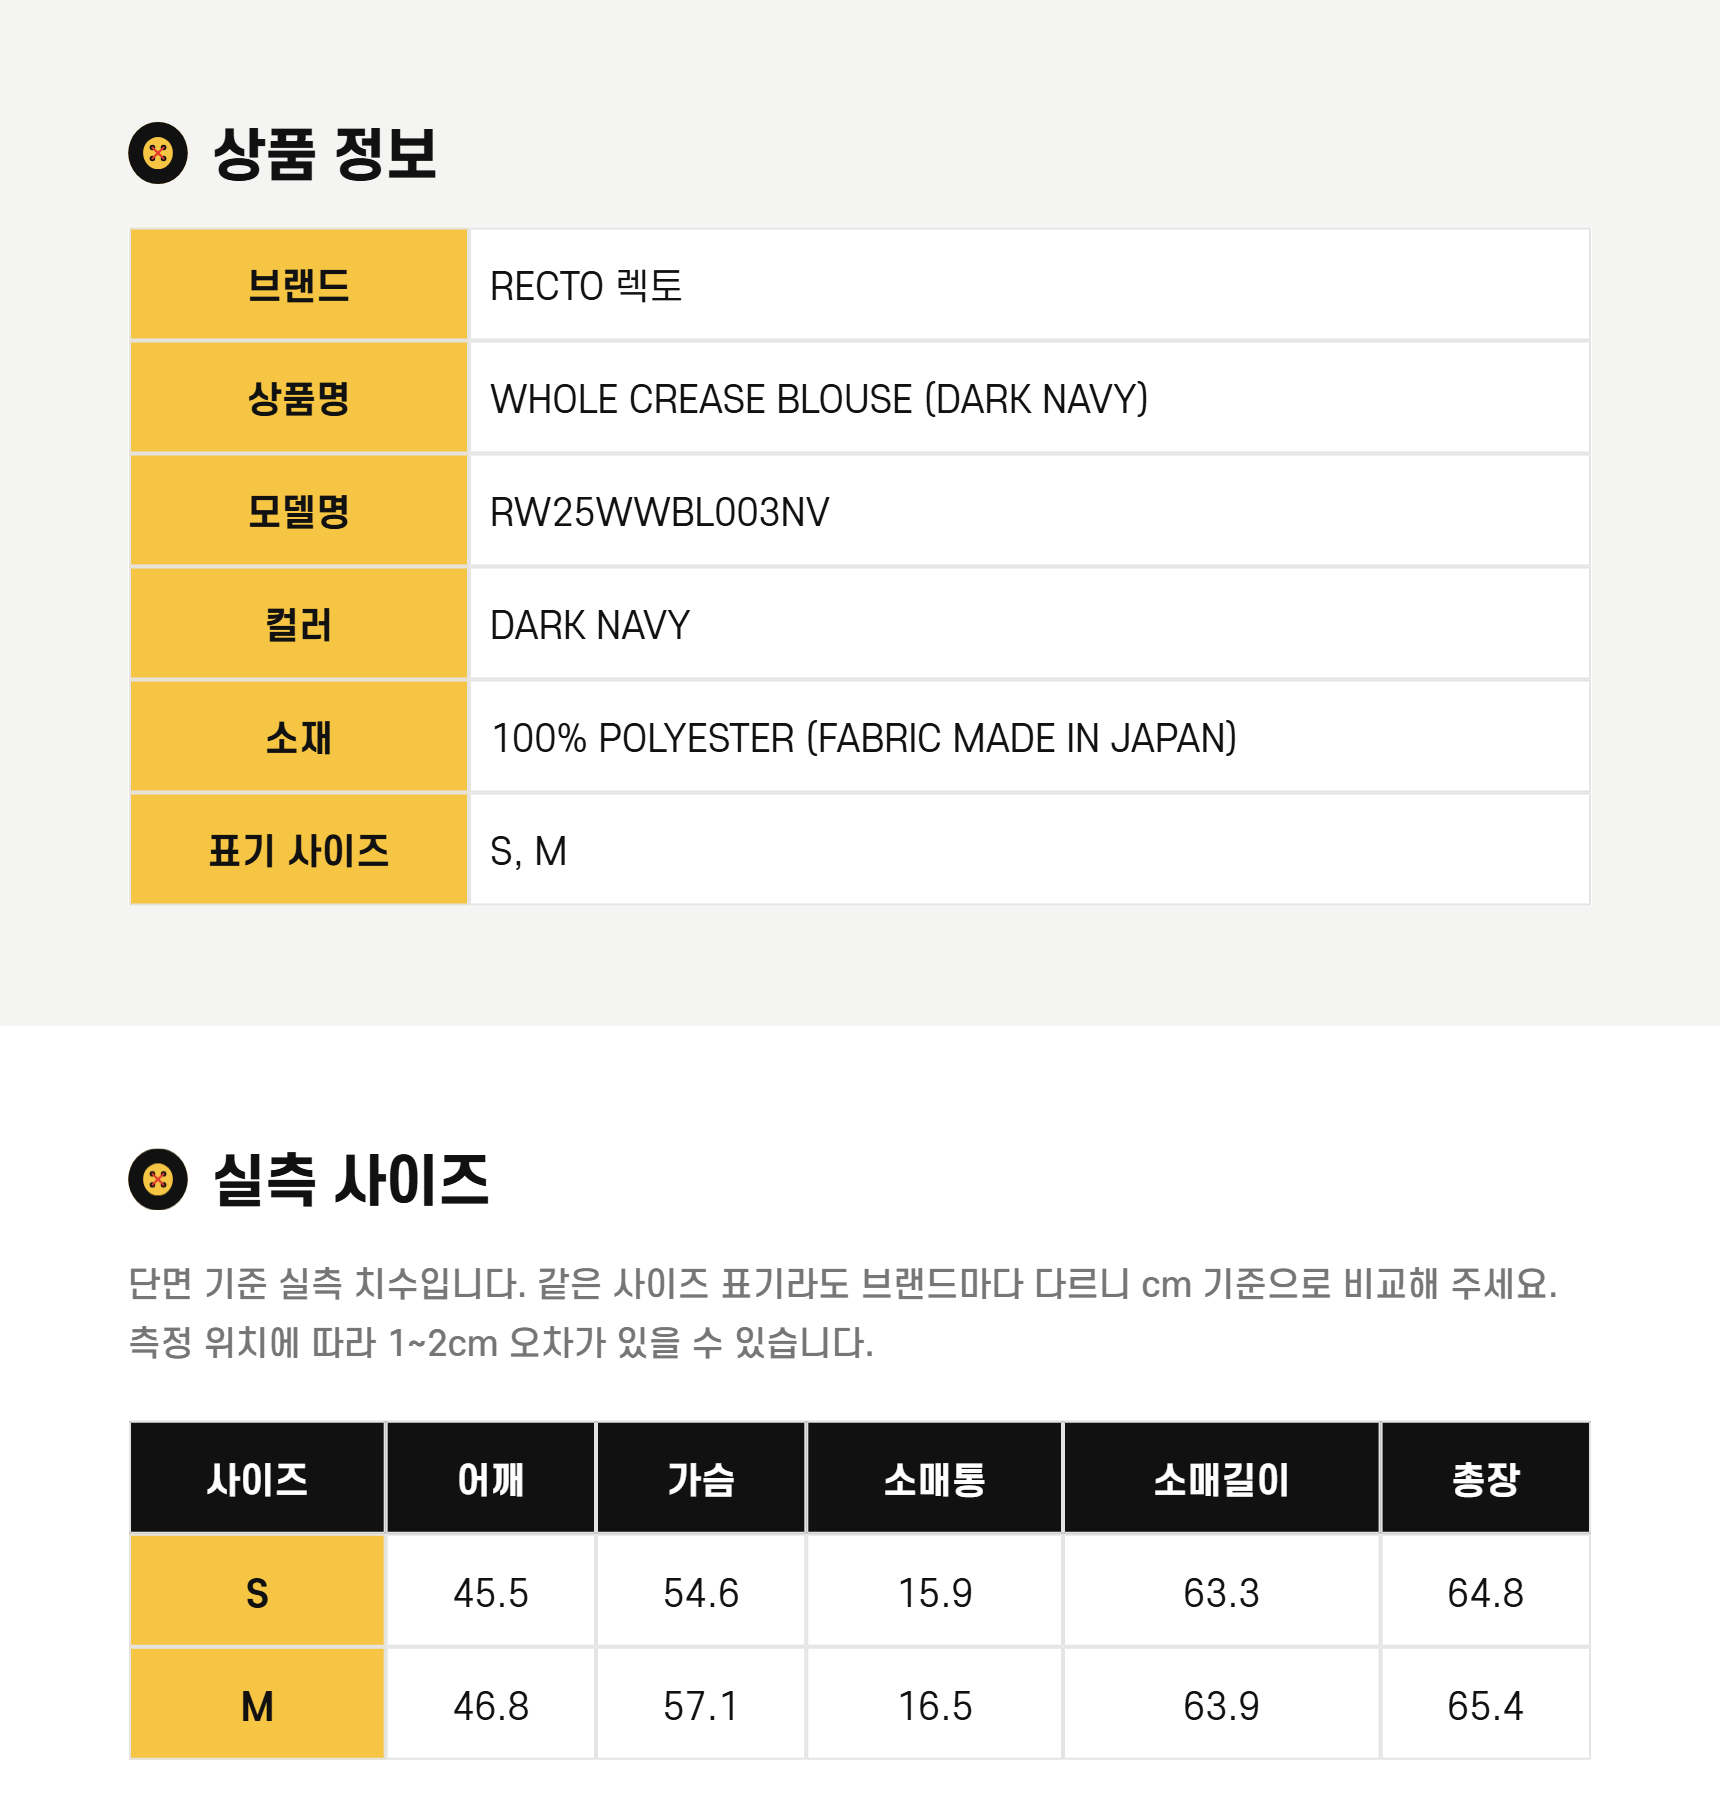 상품 정보
브랜드 RECTO 렉토
상품명 WHOLE CREASE BLOUSE (DARK NAVY)
모델명 RW25WWBL003NV
컬러 DARK NAVY
소재 100% POLYESTER (FABRIC MADE IN JAPAN)
표기 사이즈 S, M
실측 사이즈
단면 기준 실측 치수입니다. 같은 사이즈 표기라도 브랜드마다 다르니 cm 기준으로 비교해 주세요.
측정 위치에 따라 1~2cm 오차가 있을 수 있습니다.
사이즈 어깨 가슴 소매통 소매길이 총장
S 45.5 54.6 15.9 63.3 64.8
M 46.8 57.1 16.5 63.9 65.4